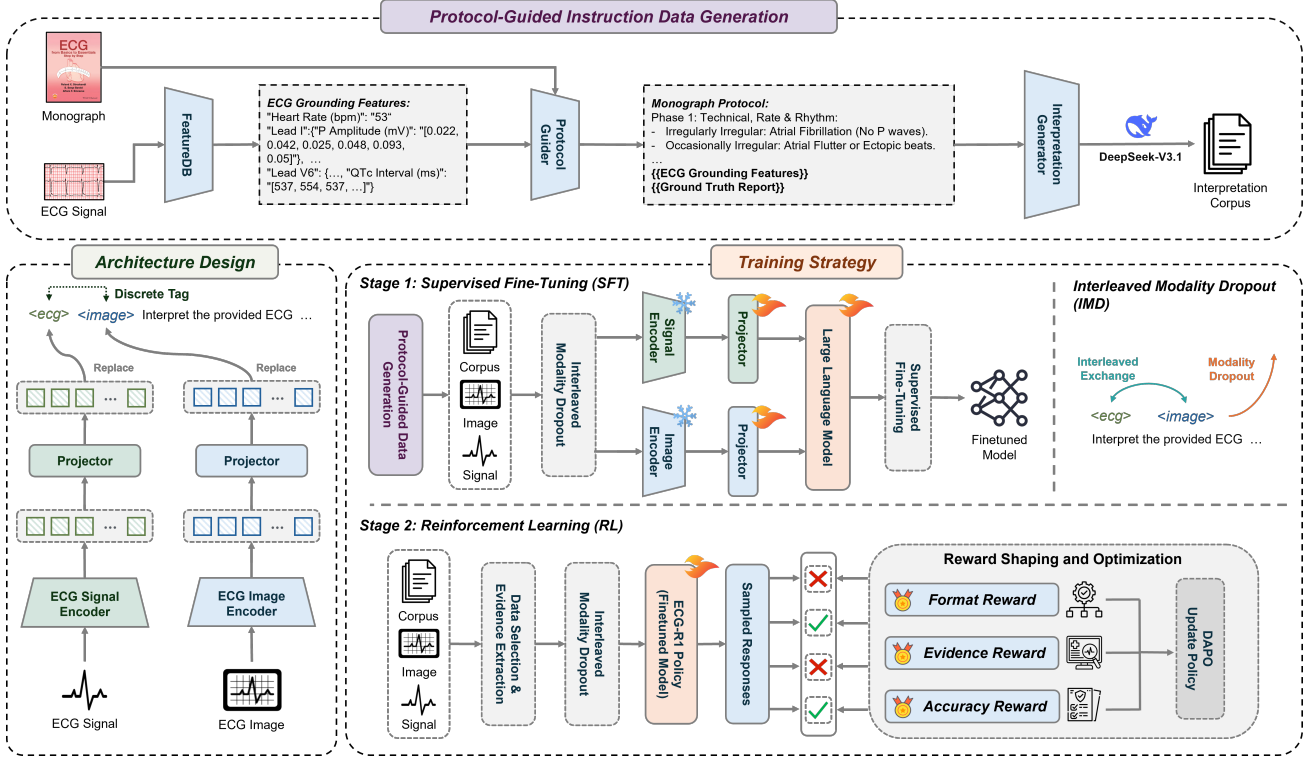 Protocol-Guided Instruction Data Generation
ECG
Monograph
ECG Signal
FeatureDB
ECG Grounding Features:
"Heart Rate (bpm)": "53"
"Lead I":{"P Amplitude (mV)": "[0.022,
0.042, 0.025, 0.048, 0.093,
0.05]"}, ...
"Lead V6": {..., "QTc Interval (ms)":
"[537, 554, 537, ...]"}
Protocol
Guider
Monograph Protocol:
Phase 1: Technical, Rate & Rhythm:
- Irregularly Irregular: Atrial Fibrillation (No P waves).
- Occasionally Irregular: Atrial Flutter or Ectopic beats.
...
{{ECG Grounding Features}}
{{Ground Truth Report}}
Interpretation
Generator
DeepSeek-V3.1
Interpretation
Corpus
Architecture Design
Discrete Tag
<ecg> <image> Interpret the provided ECG ...
Replace
Replace
...
...
Projector
Projector
...
...
ECG Signal
Encoder
ECG Image
Encoder
ECG Signal
ECG Image
Training Strategy
Stage 1: Supervised Fine-Tuning (SFT)
Protocol-Guided Data
Generation
Corpus
Image
Signal
Interleaved
Modality Dropout
Signal
Encoder
Projector
Image
Encoder
Projector
Large Language Model
Supervised
Fine-Tuning
Finetuned
Model
Interleaved Modality Dropout
(IMD)
Interleaved
Exchange
Modality
Dropout
<ecg> <image>
Interpret the provided ECG ...
Stage 2: Reinforcement Learning (RL)
Corpus
Image
Signal
Data Selection &
Evidence Extraction
Interleaved
Modality Dropout
ECG-R1 Policy
(Finetuned Model)
Sampled Responses
Reward Shaping and Optimization
Format Reward
Evidence Reward
Accuracy Reward
DAPO
Update Policy